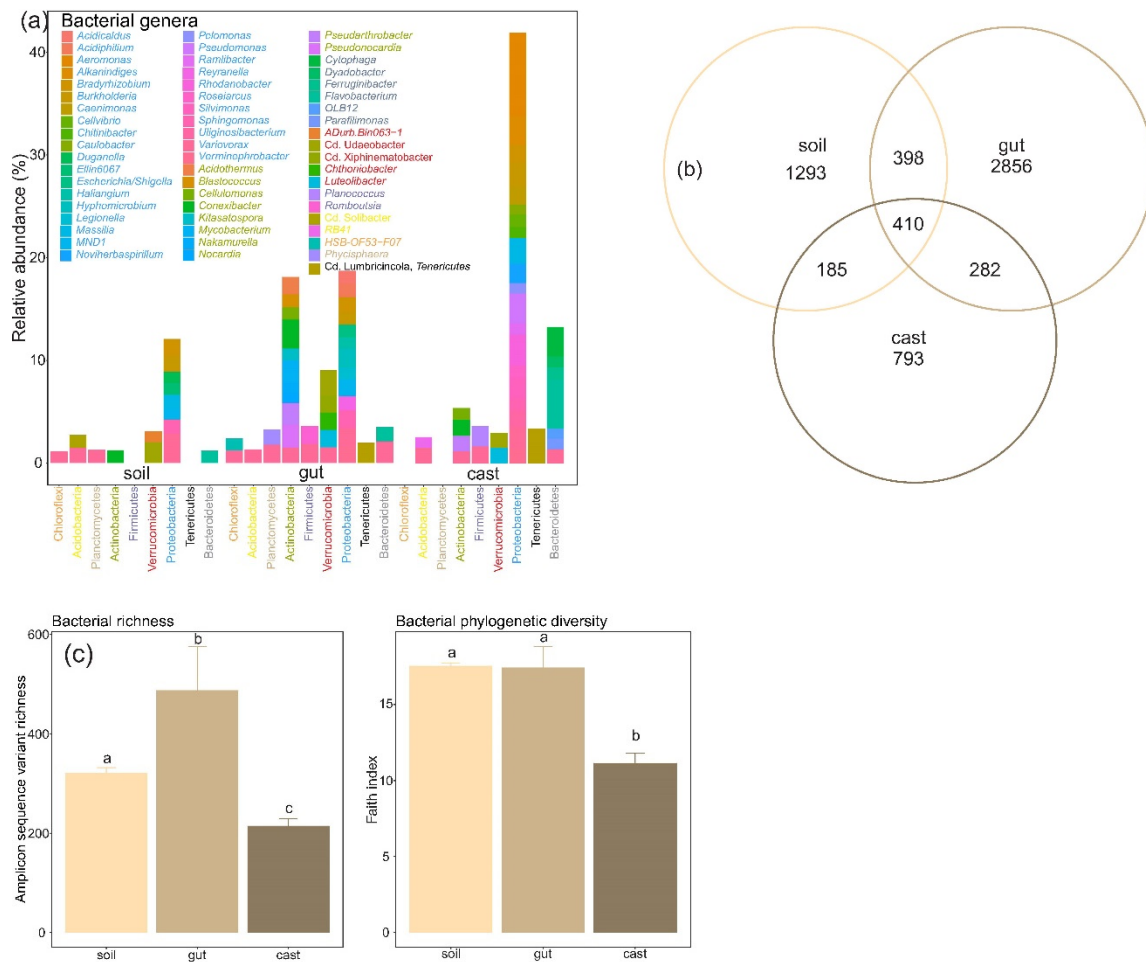 (a) Bacterial genera
Acidicaldus
Acidiphilium
Aeromonas
Alkanindiges
Bradyrhizobium
Burkholderia
Caenimonas
Cellvibrio
Chitinibacter
Caulobacter
Duganella
Ellin6067
Escherichia/Shigella
Haliangium
Hyphomicrobium
Legionella
Massilia
MND1
Noviherbaspirillum
Polomonas
Pseudomonas
Ramlibacter
Reyranella
Rhodanobacter
Roseiarcus
Silvimonas
Sphingomonas
Uliginosibacterium
Variovorax
Verminephrobacter
Acidothermus
Blastococcus
Cellulomonas
Conexibacter
Kitasatospora
Mycobacterium
Nakamurella
Nocardia
Pseudarthrobacter
Pseudonocardia
Cytophaga
Dyadobacter
Ferruginibacter
Flavobacterium
OLB12
Parafilimonas
ADurb.Bin063−1
Cd. Udaeobacter
Cd. Xiphinematobacter
Chthoniobacter
Luteolibacter
Planococcus
Romboutsia
Cd. Solibacter
RB41
HSB-OF53-F07
Phycisphaera
Cd. Lumbricincola, Tenericutes
Relative abundance (%)
40
30
20
10
0
soil gut cast
Chloroflexi
Acidobacteria
Planctomycetes
Actinobacteria
Firmicutes
Verrucomicrobia
Proteobacteria
Tenericutes
Bacteroidetes
Chloroflexi
Acidobacteria
Planctomycetes
Actinobacteria
Firmicutes
Verrucomicrobia
Proteobacteria
Tenericutes
Bacteroidetes
Chloroflexi
Acidobacteria
Planctomycetes
Actinobacteria
Firmicutes
Verrucomicrobia
Proteobacteria
Tenericutes
Bacteroidetes
(b)
soil
1293
398
gut
2856
410
185
282
cast
793
Bacterial richness
(c)
Amplicon sequence variant richness
600
400
200
0
a
b
c
soil gut cast
Bacterial phylogenetic diversity
Faith index
15
10
5
0
a
a
b
soil gut cast